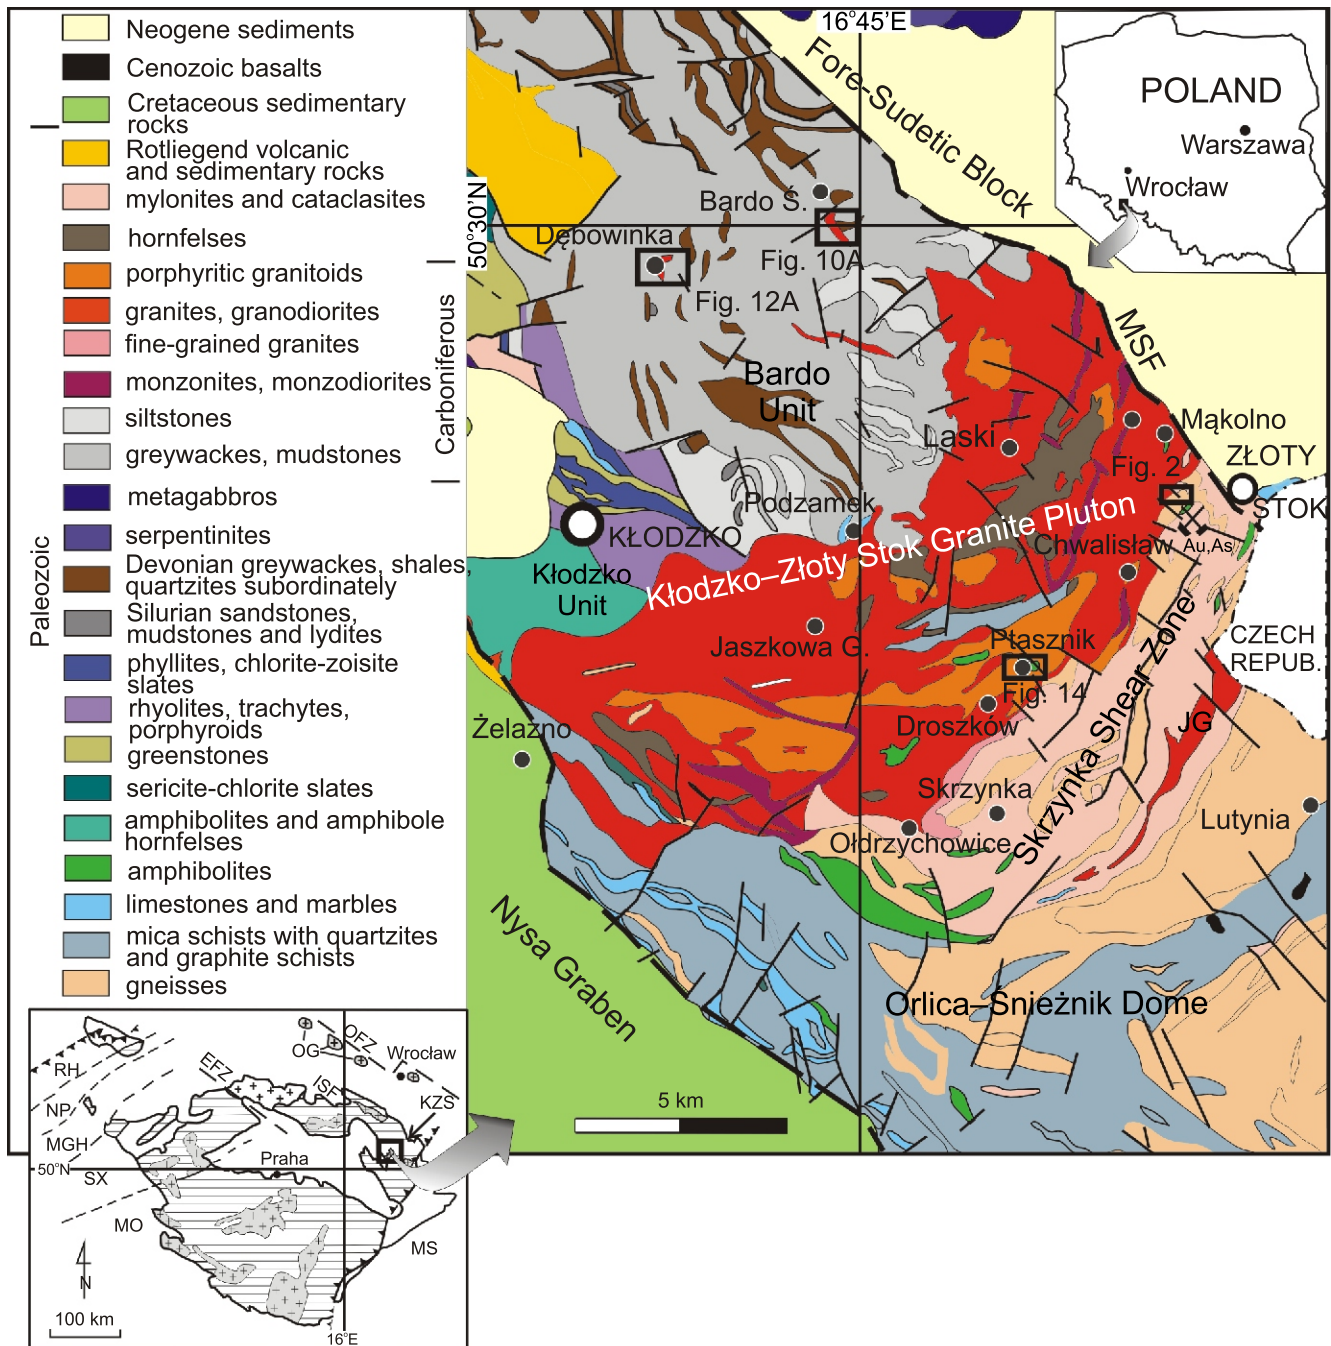 Neogene sediments
Cenozoic basalts
Cretaceous sedimentary
rocks
Rotliegend volcanic
and sedimentary rocks
mylonites and cataclasites
hornfelses
porphyritic granitoids
granites, granodiorites
fine-grained granites
monzonites, monzodiorites
siltstones
greywackes, mudstones
Carboniferous
metagabbros
serpentinites
Devonian greywackes, shales,
quartzites subordinately
Silurian sandstones,
mudstones and lydites
phyllites, chlorite-zoisite
slates
rhyolites, trachytes,
porphyroids
greenstones
sericite-chlorite slates
amphibolites and amphibole
hornfelses
amphibolites
limestones and marbles
mica schists with quartzites
and graphite schists
gneisses
Paleozoic
16°45'E
50°30'N
Fore-Sudetic Block
POLAND
Warszawa
Wrocław
Bardo Ś.
Dębowinka
Fig. 10A
Fig. 12A
MSF
Bardo
Unit
Mąkolno
Łaski
ZŁOTY
STOK
Fig. 2
Podzamek
KŁODZKO
Kłodzko–Złoty Stok Granite Pluton
Chwalisław
Au,As
Kłodzko
Unit
Jaszkowa G.
Ptasznik
CZECH
REPUB.
Fig. 14
Żelazno
Droszków
JG
Skrzynka Shear Zone
Skrzynka
Lutynia
Ołdrzychowice
Nysa Graben
Orlica–Śnieżnik Dome
5 km
OFZ
OG
Wrocław
RH
EFZ
ISF
KZS
NP
MGH
Praha
50°N
SX
MO
MS
N
100 km
16°E